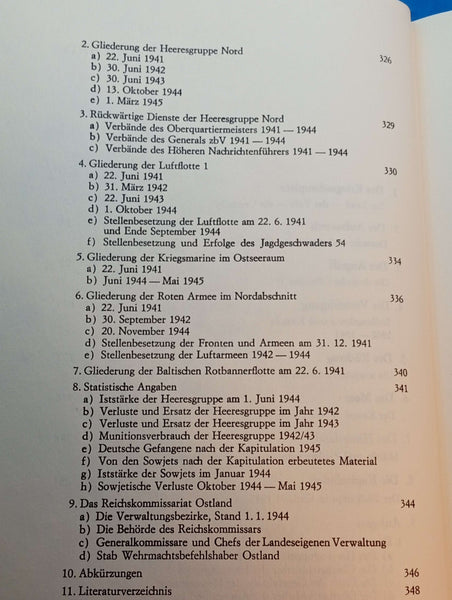 2. Gliederung der Heeresgruppe Nord 326
a) 22. Juni 1941
b) 30. Juni 1942
c) 30. Juni 1943
d) 13. Oktober 1944
e) 1. März 1945
3. Rückwärtige Dienste der Heeresgruppe Nord 329
a) Verbände des Oberquartiermeisters 1941 — 1944
b) Verbände des Generals zbV 1941 — 1944
c) Verbände des Höheren Nachrichtenführers 1941 — 1944
4. Gliederung der Luftflotte 1 330
a) 22. Juni 1941
b) 31. März 1942
c) 22. Juni 1943
d) 1. Oktober 1944
e) Stellenbesetzung der Luftflotte am 22. 6. 1941
und Ende September 1944
f) Stellenbesetzung und Erfolge des Jagdgeschwaders 54
5. Gliederung der Kriegsmarine im Ostseeraum 334
a) 22. Juni 1941
b) Juni 1944 — Mai 1945
6. Gliederung der Roten Armee im Nordabschnitt 336
a) 22. Juni 1941
b) 30. September 1942
c) 20. November 1944
d) Stellenbesetzung der Fronten und Armeen am 31. 12. 1941
e) Stellenbesetzung der Luftarmeen 1942 — 1944
7. Gliederung der Baltischen Rotbannerflotte am 22. 6. 1941 340
8. Statistische Angaben 341
a) Iststärke der Heeresgruppe am 1. Juni 1944
b) Verluste und Ersatz der Heeresgruppe im Jahr 1942
c) Verluste und Ersatz der Heeresgruppe im Jahr 1943
d) Munitionsverbrauch der Heeresgruppe 1942/43
e) Deutsche Gefangene nach der Kapitulation 1945
f) Von den Sowjets nach der Kapitulation erbeutetes Material
g) Iststärke der Sowjets im Januar 1944
h) Sowjetische Verluste Oktober 1944 — Mai 1945
9. Das Reichskommissariat Ostland 344
a) Die Verwaltungsbezirke, Stand 1. 1. 1944
b) Die Behörde des Reichskommissars
c) Generalkommissare und Chefs der Landeseigenen Verwaltung
d) Stab Wehrmachtsbefehlshaber Ostland
10. Abkürzungen 346
11. Literaturverzeichnis 348